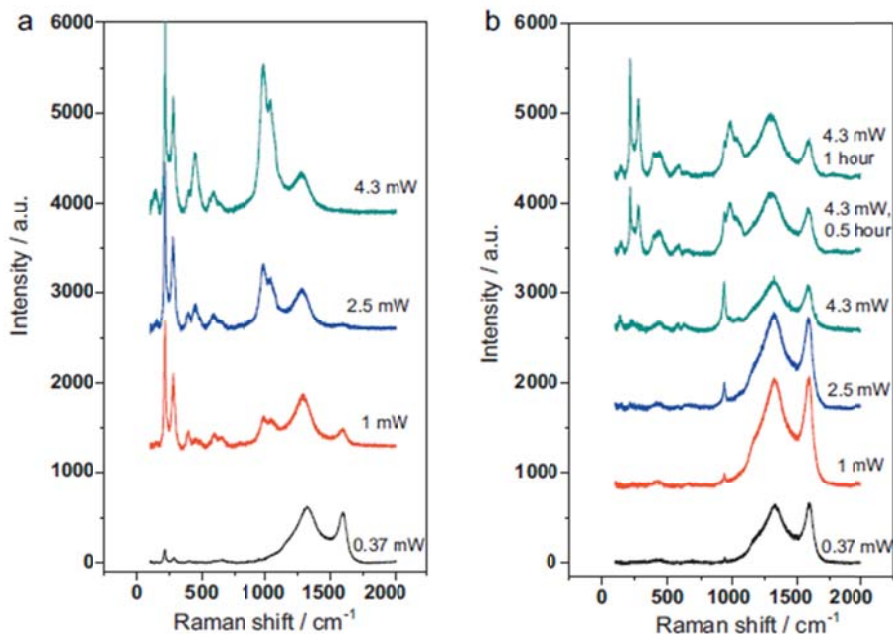 a
6000
5000
4000
3000
2000
1000
0
Intensity / a.u.
4.3 mW
2.5 mW
1 mW
0.37 mW
0 500 1000 1500 2000
Raman shift / cm⁻¹
b
6000
5000
4000
3000
2000
1000
0
Intensity / a.u.
4.3 mW
1 hour
4.3 mW,
0.5 hour
4.3 mW
2.5 mW
1 mW
0.37 mW
0 500 1000 1500 2000
Raman shift / cm⁻¹